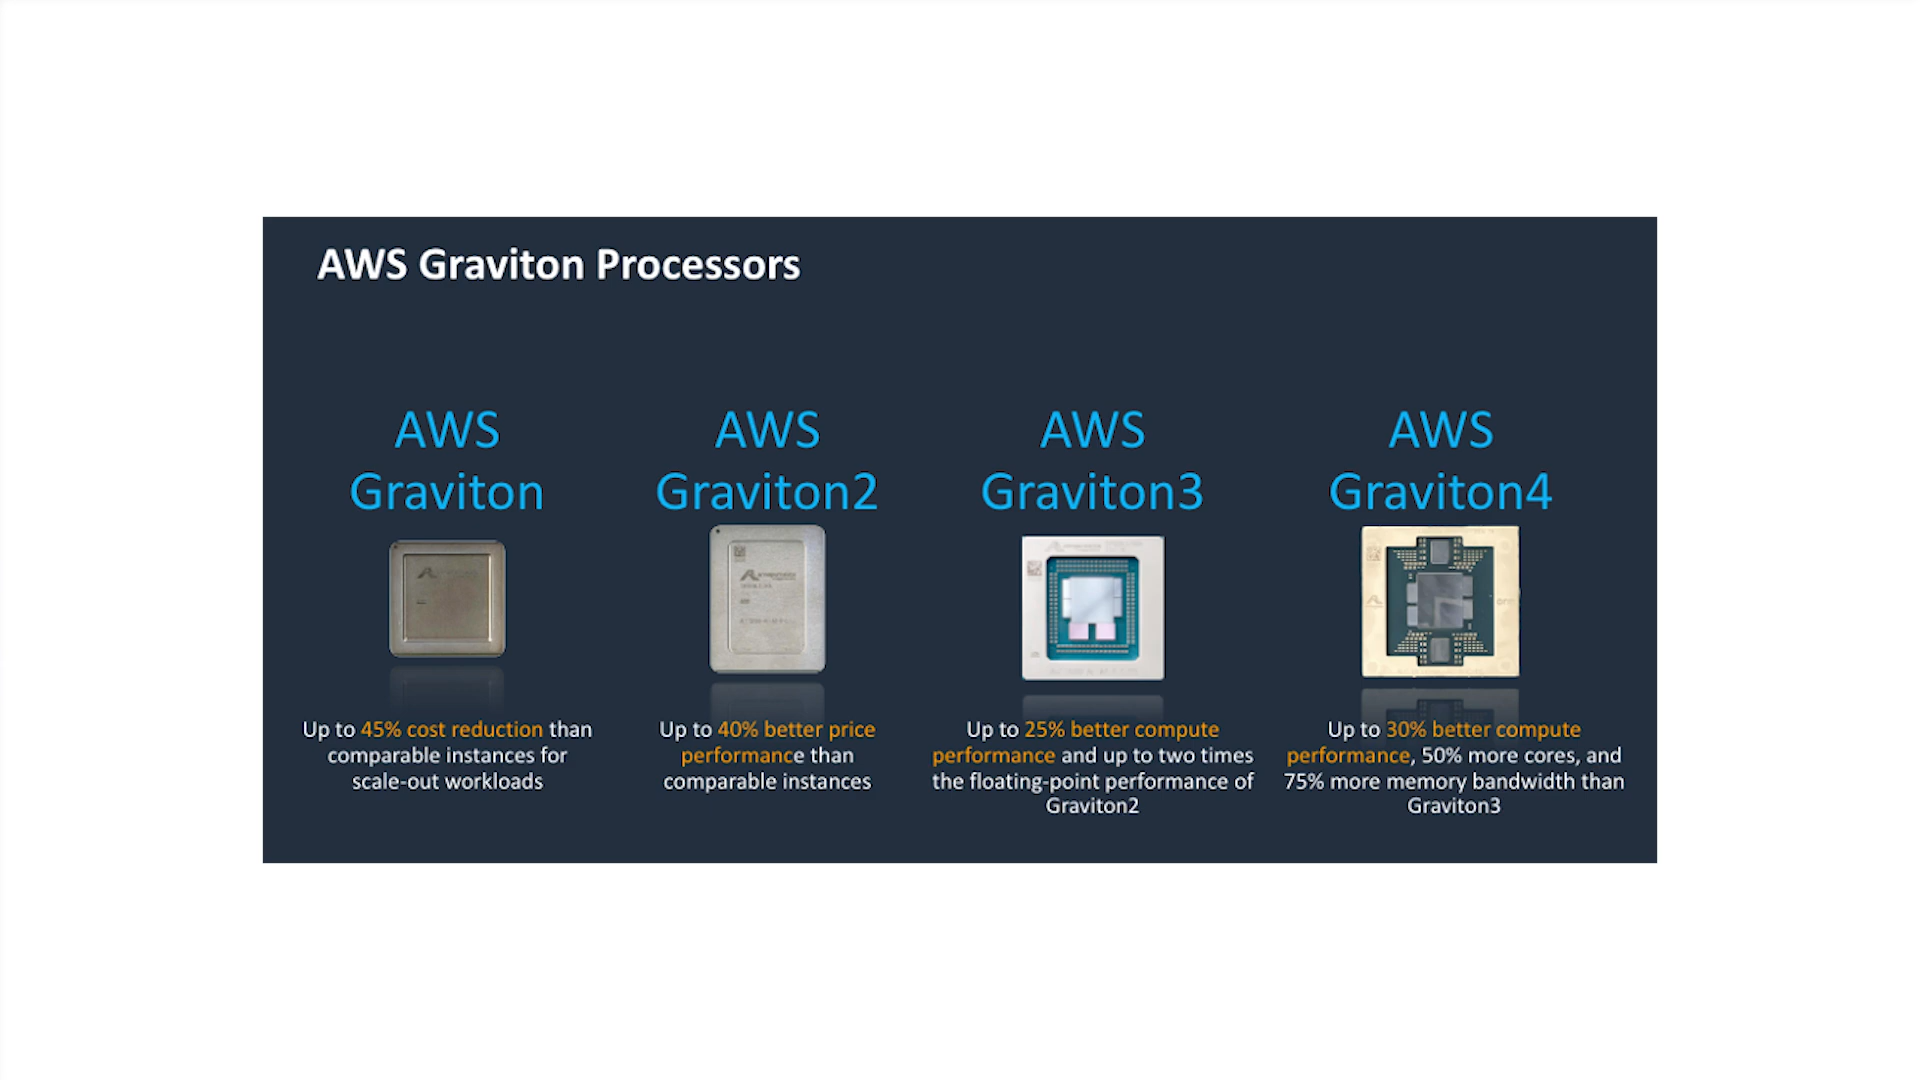 AWS Graviton Processors
AWS
Graviton
Up to 45% cost reduction than
comparable instances for
scale-out workloads
AWS
Graviton2
Up to 40% better price
performance than
comparable instances
AWS
Graviton3
Up to 25% better compute
performance and up to two times
the floating-point performance of
Graviton2
AWS
Graviton4
Up to 30% better compute
performance, 50% more cores, and
75% more memory bandwidth than
Graviton3